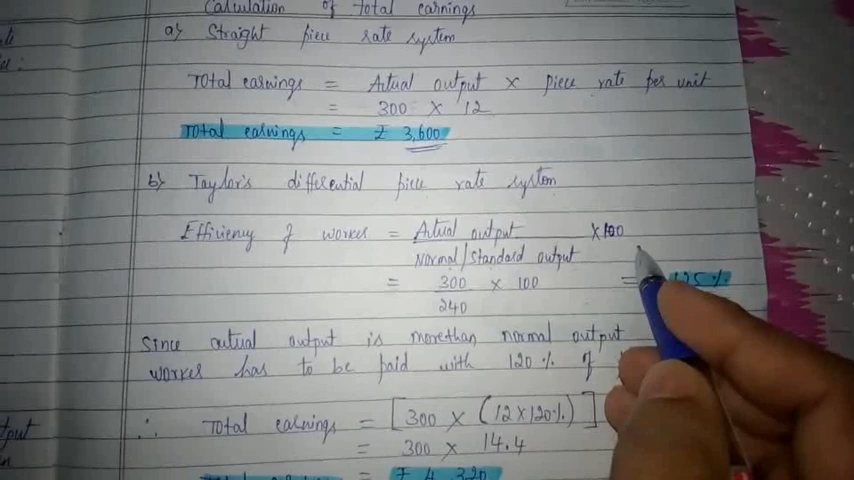 Calculation of total earnings
a) Straight piece rate system
Total earnings = Actual output × piece rate per unit
= 300 × 12
Total earnings = ₹ 3,600
b) Taylor's differential piece rate system
Efficiency of worker = Actual output × 100
Normal/Standard output
= 300 × 100 = 125%
240
Since actual output is more than normal output
worker has to be paid with 120% of
∴ Total earnings = [300 × (12 × 120%)]
= 300 × 14.4
= ₹ 4,320